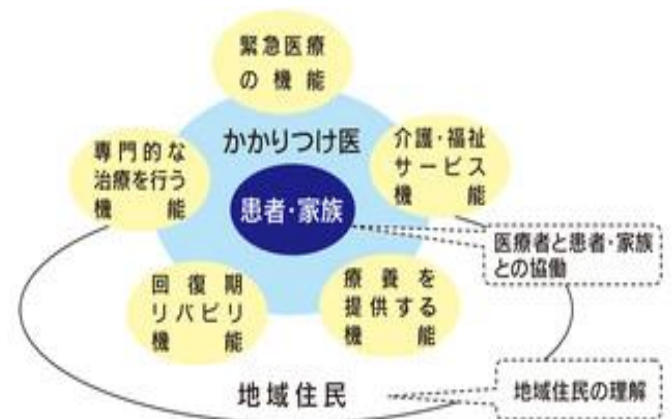 緊急医療
の機能
かかりつけ医
専門的な
治療を行う
機能
介護・福祉
サービス
機能
患者・家族
医療者と患者・家族
との協働
回復期
リハビリ
機能
療養を
提供する
機能
地域住民
地域住民の理解